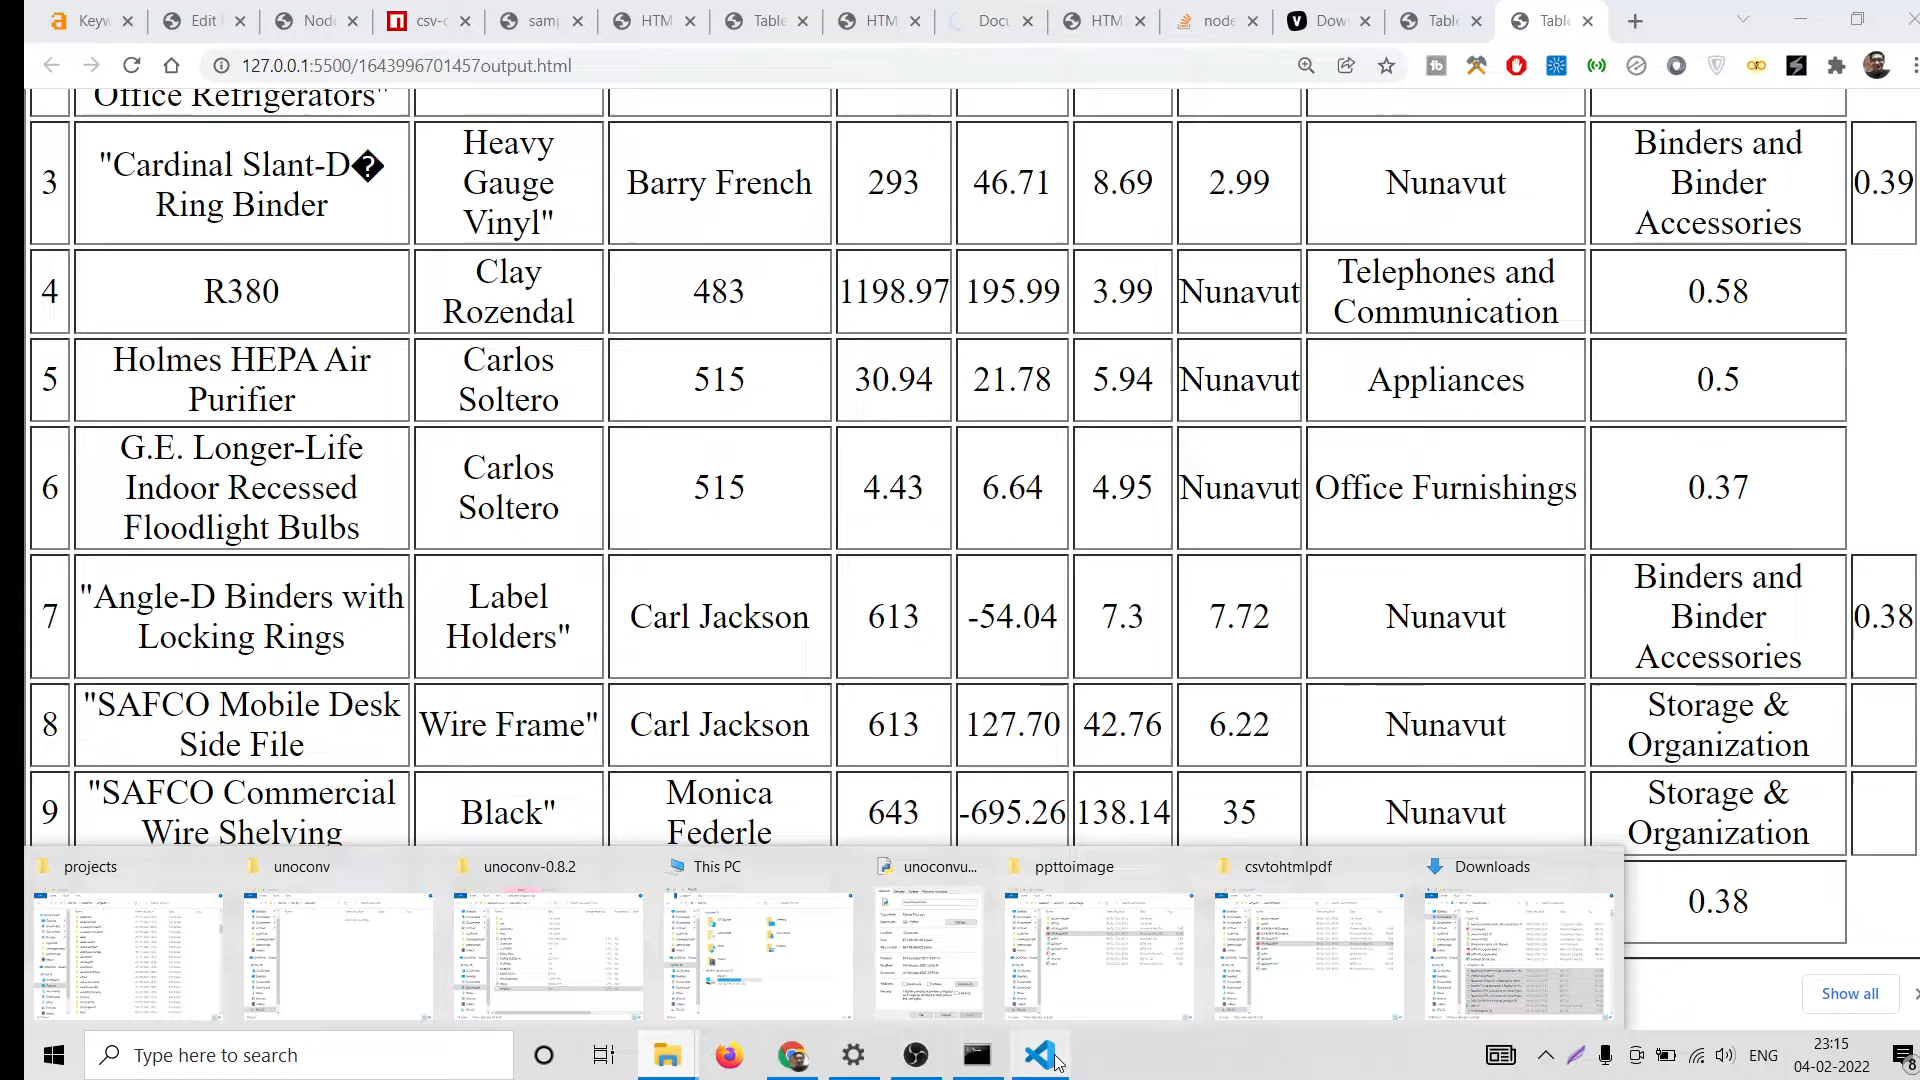 Keyw
Edit
Node
csv-c
sam
HTM
Table
HTM
Docu
HTM
node
Dow
Table
Table
127.0.0.1:5500/1643996701457output.html
Office Refrigerators"
3 "Cardinal Slant-D� Ring Binder Heavy Gauge Vinyl" Barry French 293 46.71 8.69 2.99 Nunavut Binders and Binder Accessories 0.39
4 R380 Clay Rozendal 483 1198.97 195.99 3.99 Nunavut Telephones and Communication 0.58
5 Holmes HEPA Air Purifier Carlos Soltero 515 30.94 21.78 5.94 Nunavut Appliances 0.5
6 G.E. Longer-Life Indoor Recessed Floodlight Bulbs Carlos Soltero 515 4.43 6.64 4.95 Nunavut Office Furnishings 0.37
7 "Angle-D Binders with Locking Rings Label Holders" Carl Jackson 613 -54.04 7.3 7.72 Nunavut Binders and Binder Accessories 0.38
8 "SAFCO Mobile Desk Side File Wire Frame" Carl Jackson 613 127.70 42.76 6.22 Nunavut Storage & Organization
9 "SAFCO Commercial Wire Shelving Black" Monica Federle 643 -695.26 138.14 35 Nunavut Storage & Organization
0.38
projects
unoconv
unoconv-0.8.2
This PC
unoconvu...
ppttoimage
csvtohtmlpdf
Downloads
Show all
Type here to search
ENG
23:15
04-02-2022
8